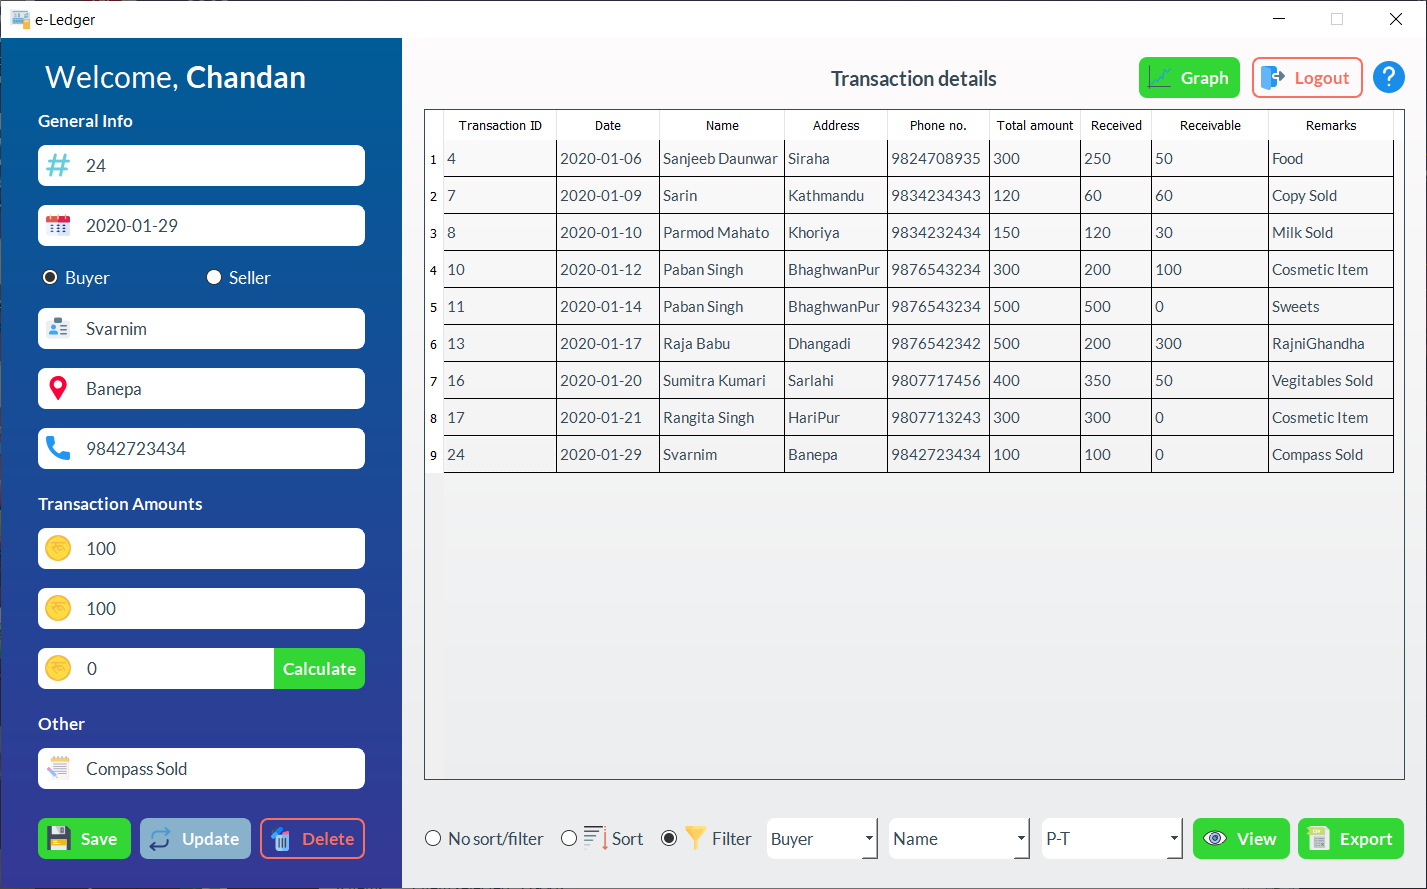 e-Ledger
Welcome, Chandan
General Info
24
2020-01-29
Buyer Seller
Svarnim
Banepa
9842723434
Transaction Amounts
100
100
0 Calculate
Other
Compass Sold
Save Update Delete
Transaction details Graph Logout ?
Transaction ID Date Name Address Phone no. Total amount Received Receivable Remarks
1 4 2020-01-06 Sanjeeb Daunwar Siraha 9824708935 300 250 50 Food
2 7 2020-01-09 Sarin Kathmandu 9834234343 120 60 60 Copy Sold
3 8 2020-01-10 Parmod Mahato Khoriya 9834232434 150 120 30 Milk Sold
4 10 2020-01-12 Paban Singh BhaghwanPur 9876543234 300 200 100 Cosmetic Item
5 11 2020-01-14 Paban Singh BhaghwanPur 9876543234 500 500 0 Sweets
6 13 2020-01-17 Raja Babu Dhangadi 9876542342 500 200 300 RajniGhandha
7 16 2020-01-20 Sumitra Kumari Sarlahi 9807717456 400 350 50 Vegitables Sold
8 17 2020-01-21 Rangita Singh HariPur 9807713243 300 300 0 Cosmetic Item
9 24 2020-01-29 Svarnim Banepa 9842723434 100 100 0 Compass Sold
No sort/filter Sort Filter Buyer Name P-T View Export